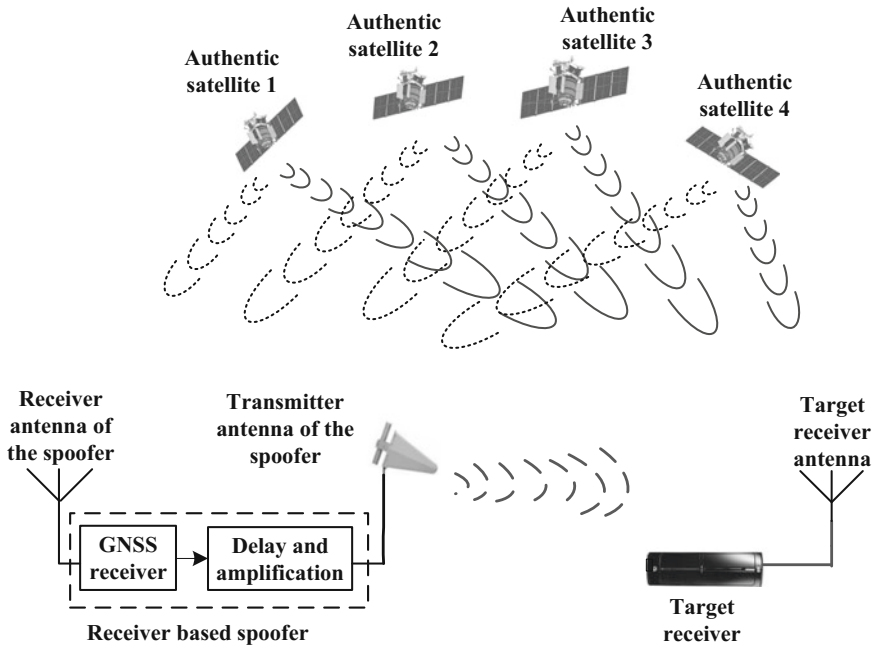 Authentic
satellite 1
Authentic
satellite 2
Authentic
satellite 3
Authentic
satellite 4
Receiver
antenna of
the spoofer
Transmitter
antenna of the
spoofer
Target
receiver
antenna
GNSS
receiver
Delay and
amplification
Receiver based spoofer
Target
receiver